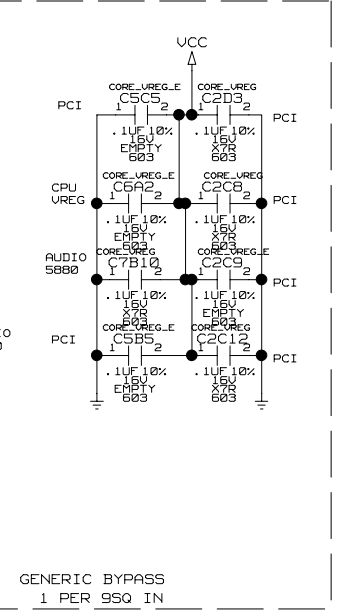 VCC
CORE_VREG_E
C5C5
PCI
1 2
.1UF 10%
16V
EMPTY
603
CORE_VREG
C2D3
1 2
PCI
.1UF 10%
16V
X7R
603
CORE_VREG_E
C6A2
CPU
VREG
1 2
.1UF 10%
16V
EMPTY
603
CORE_VREG
C2C8
1 2
PCI
.1UF 10%
16V
X7R
603
CORE_VREG
C7B10
AUDIO
5880
1 2
.1UF 10%
16V
X7R
603
CORE_VREG_E
C2C9
1 2
PCI
.1UF 10%
16V
EMPTY
603
CORE_VREG_E
C5B5
PCI
1 2
.1UF 10%
16V
EMPTY
603
CORE_VREG
C2C12
1 2
PCI
.1UF 10%
16V
X7R
603
GENERIC BYPASS
1 PER 9SQ IN